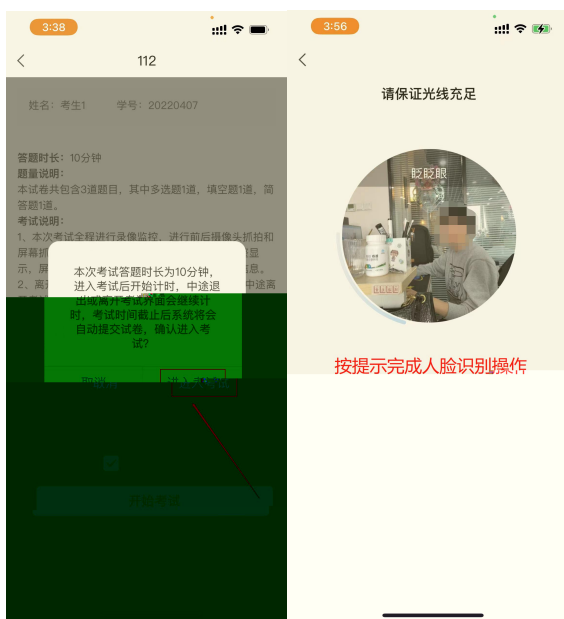 3:38
112
姓名：考生1 学号：20220407
答题时长：10分钟
题量说明：
本试卷共包含3道题目，其中多选题1道，填空题1道，简
答题1道。
考试说明：
1、本次考试全程进行录像监控，进行前后摄像头抓拍和
屏幕抓
显
示，屏
信息。
2、离开
中途离
本次考试答题时长为10分钟，
进入考试后开始计时，中途退
出或离开考试界面会继续计
时，考试时间截止后系统将会
自动提交试卷，确认进入考
试？
取消
进入考试
开始考试
3:56
请保证光线充足
眨眨眼
按提示完成人脸识别操作